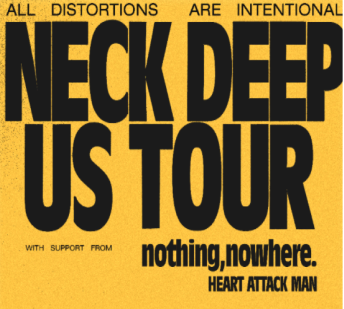 ALL DISTORTIONS ARE INTENTIONAL
NECK DEEP
US TOUR
WITH SUPPORT FROM
nothing,nowhere.
HEART ATTACK MAN